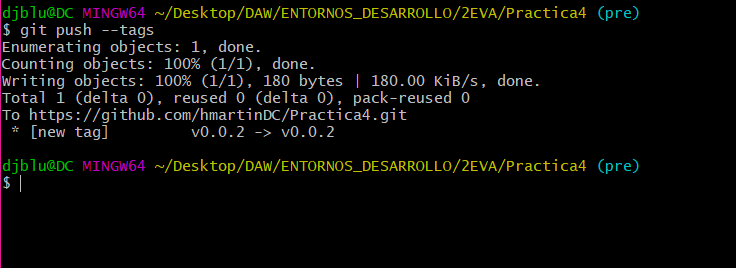 djblu@DC MINGW64 ~/Desktop/DAW/ENTORNOS_DESARROLLO/2EVA/Practica4 (pre)
$ git push --tags
Enumerating objects: 1, done.
Counting objects: 100% (1/1), done.
Writing objects: 100% (1/1), 180 bytes | 180.00 KiB/s, done.
Total 1 (delta 0), reused 0 (delta 0), pack-reused 0
To https://github.com/hmartinDC/Practica4.git
 * [new tag]         v0.0.2 -> v0.0.2
djblu@DC MINGW64 ~/Desktop/DAW/ENTORNOS_DESARROLLO/2EVA/Practica4 (pre)
$